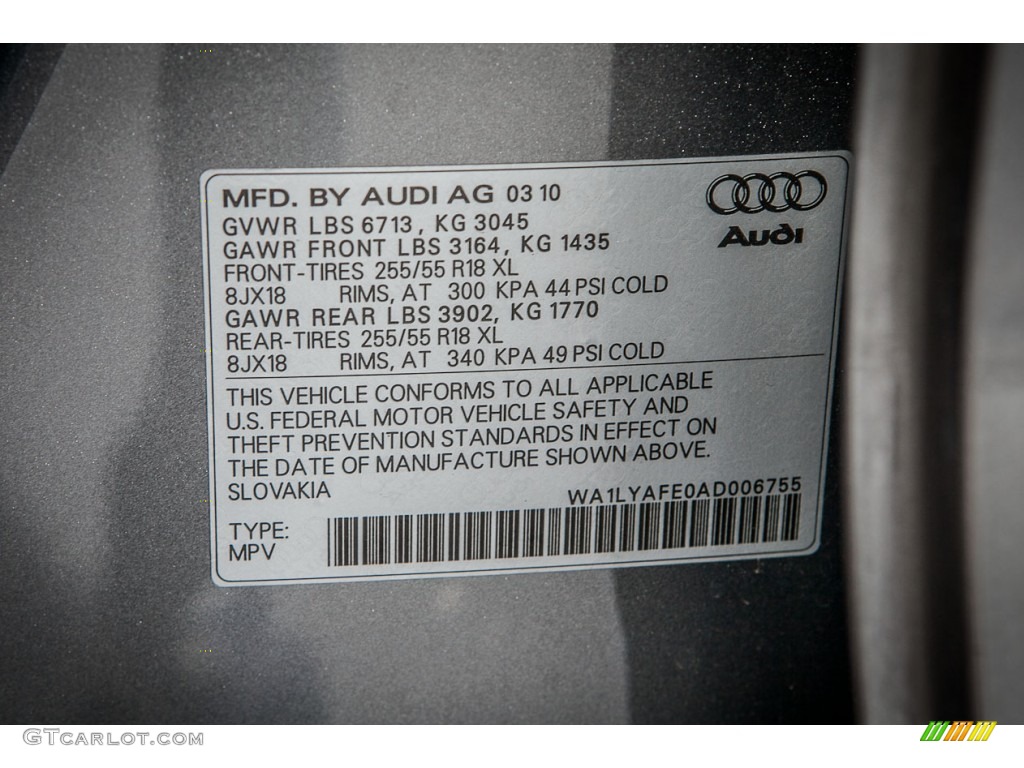 MFD. BY AUDI AG 03 10
GVWR LBS 6713, KG 3045
GAWR FRONT LBS 3164, KG 1435
FRONT-TIRES 255/55 R18 XL
8JX18 RIMS, AT 300 KPA 44 PSI COLD
GAWR REAR LBS 3902, KG 1770
REAR-TIRES 255/55 R18 XL
8JX18 RIMS, AT 340 KPA 49 PSI COLD
Audi
THIS VEHICLE CONFORMS TO ALL APPLICABLE
U.S. FEDERAL MOTOR VEHICLE SAFETY AND
THEFT PREVENTION STANDARDS IN EFFECT ON
THE DATE OF MANUFACTURE SHOWN ABOVE.
SLOVAKIA WA1LYAFE0AD006755
TYPE:
MPV
GTCarlot.com